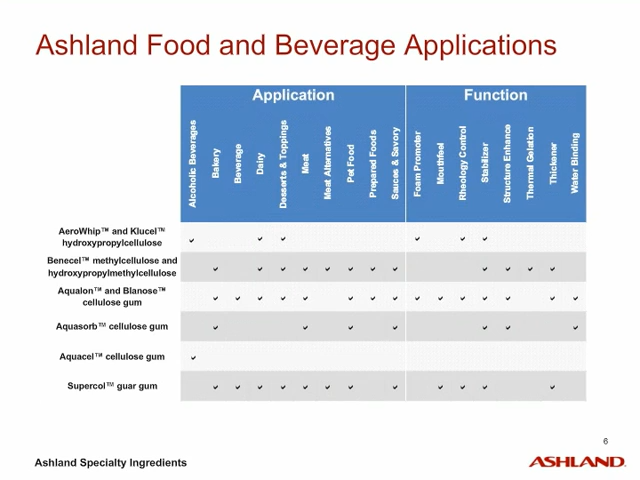 Ashland Food and Beverage Applications
Application Function
Alcoholic Beverages
Bakery
Beverage
Dairy
Desserts & Toppings
Meat
Meat Alternatives
Pet Food
Prepared Foods
Sauces & Savory
Foam Promoter
Mouthfeel
Rheology Control
Stabilizer
Structure Enhance
Thermal Gelation
Thickener
Water Binding
AeroWhip™ and Klucel™
hydroxypropylcellulose
Benecel™ methylcellulose and
hydroxypropylmethylcellulose
Aqualon™ and Blanose™
cellulose gum
Aquasorb™ cellulose gum
Aquacel™ cellulose gum
Supercol™ guar gum
6
Ashland Specialty Ingredients
ASHLAND